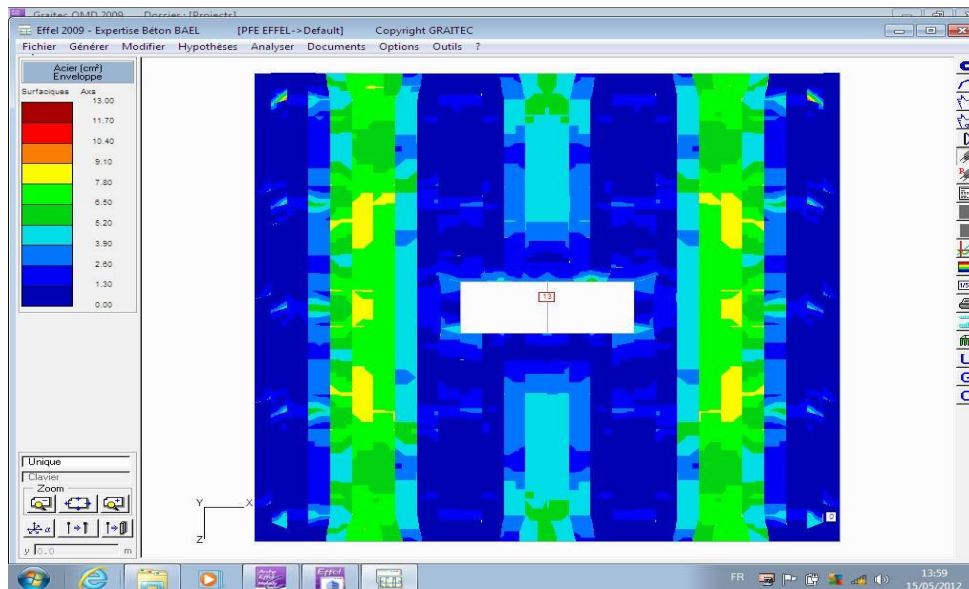 Graitec OMD 2009 Dossier : [Projects]
Effel 2009 - Expertise Béton BAEL [PFE EFFEL->Default] Copyright GRAITEC
Fichier Générer Modifier Hypothèses Analyser Documents Options Outils ?
Acier (cm²)
Enveloppe
Surfaciques Axs
13.00
11.70
10.40
9.10
7.80
6.50
5.20
3.90
2.60
1.30
0.00
13
0
Y X
Z
Unique
Clavier
Zoom
y 0.0 m
1/5
U
G
C
Effel
FR 13:59
15/05/2012